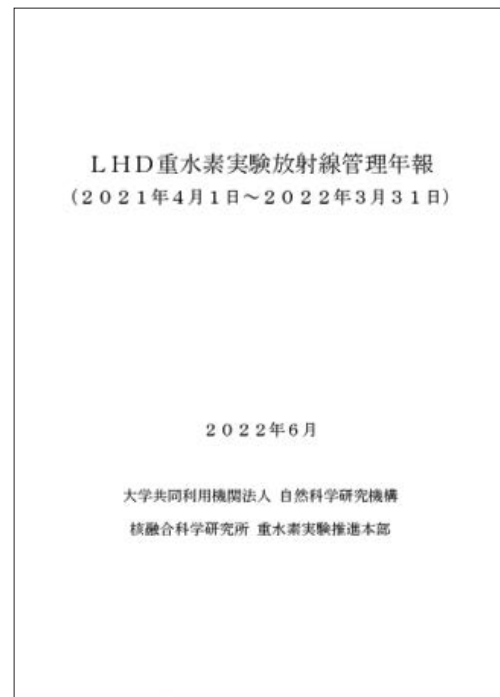 ＬＨＤ重水素実験放射線管理年報
（２０２１年４月１日～２０２２年３月３１日）
２０２２年６月
大学共同利用機関法人 自然科学研究機構
核融合科学研究所 重水素実験推進本部